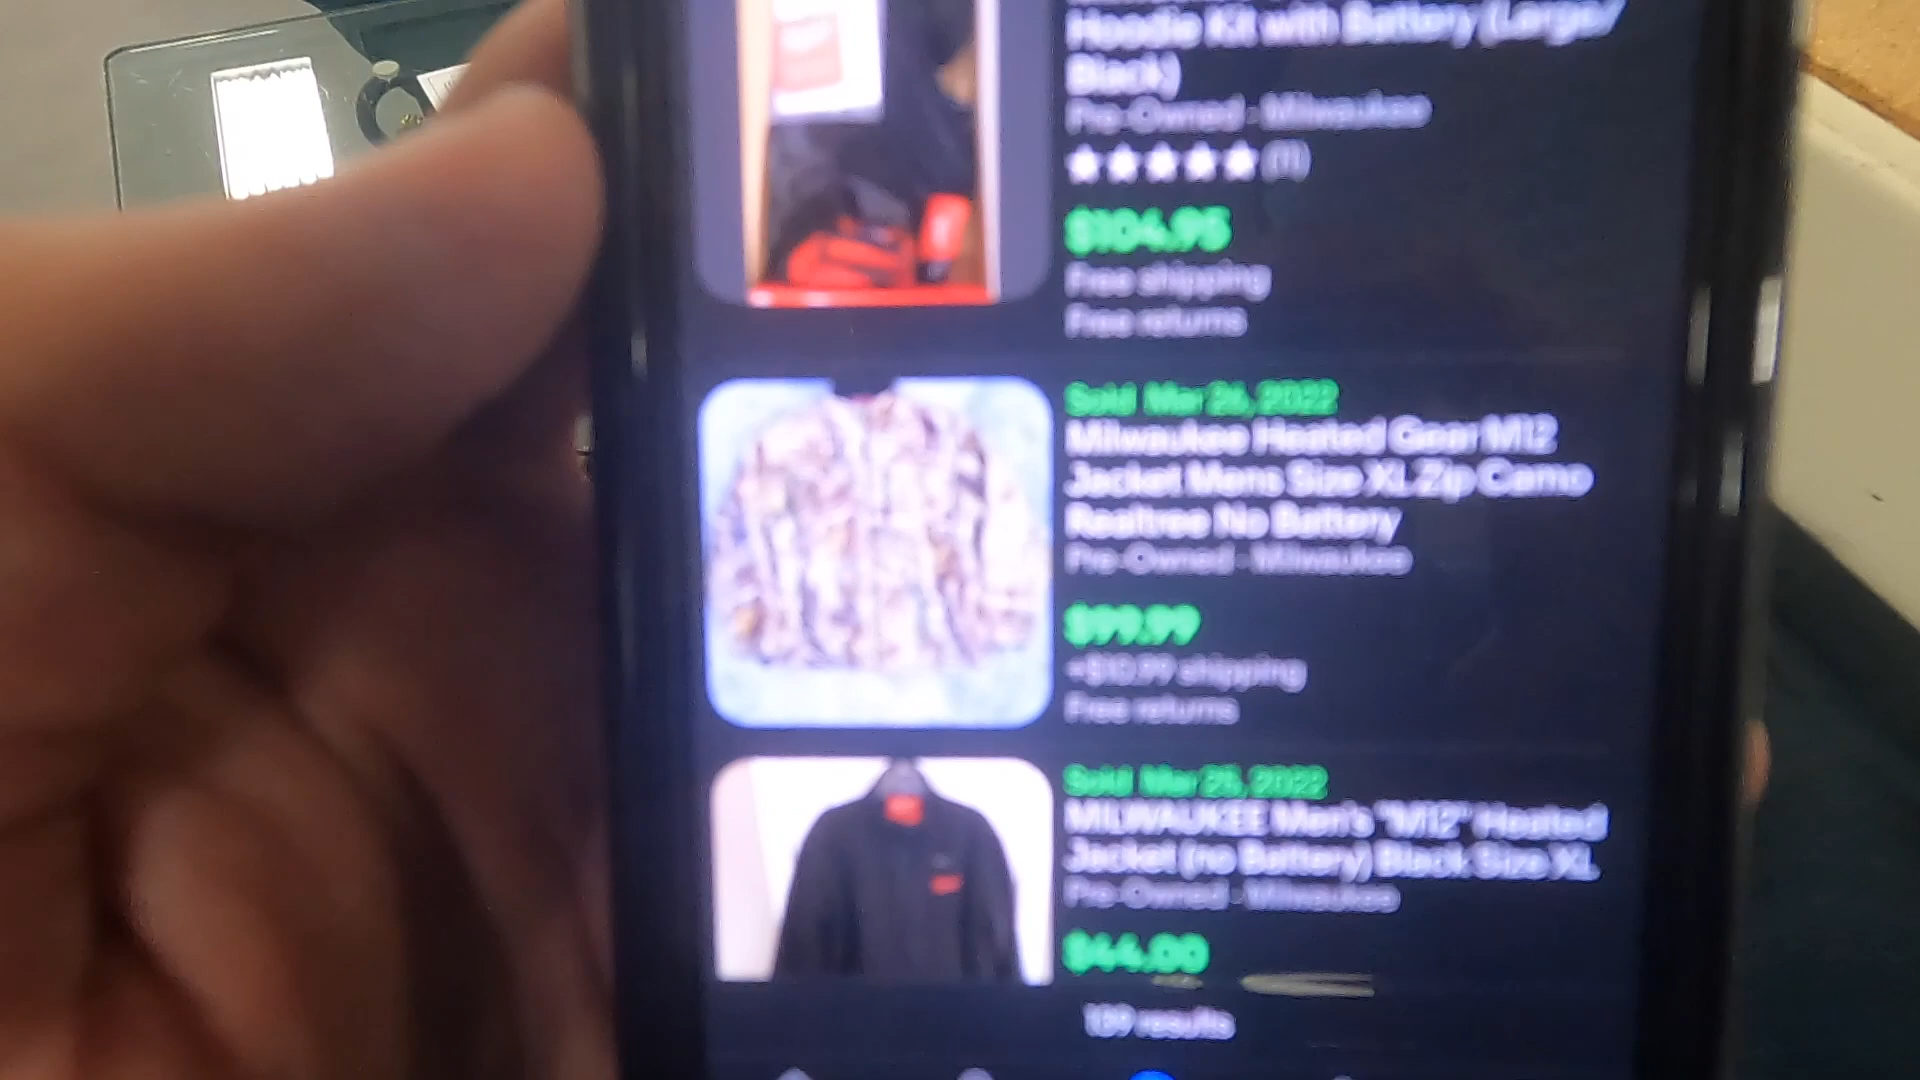 Hoodie Kit with Battery (Large/
Black)
Pre-Owned · Milwaukee
(1)
$104.95
Free shipping
Free returns
Sold Mar 26, 2022
Milwaukee Heated Gear M12
Jacket Mens Size XL Zip Camo
Realtree No Battery
Pre-Owned · Milwaukee
$99.99
+$10.99 shipping
Free returns
Sold Mar 25, 2022
MILWAUKEE Men's "M12" Heated
Jacket (no Battery) Black Size XL
Pre-Owned · Milwaukee
$44.00
results